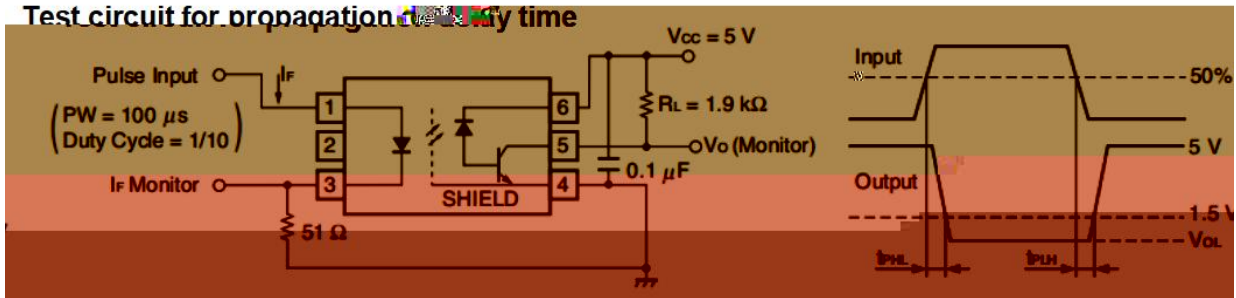 Test circuit for propagation delay time
Pulse Input
IF
( PW = 100 μs
Duty Cycle = 1/10 )
IF Monitor
51 Ω
1
2
3
SHIELD
6
5
4
VCC = 5 V
RL = 1.9 kΩ
VO (Monitor)
0.1 μF
Input
50%
5 V
Output
1.5 V
VOL
tPHL
tPLH